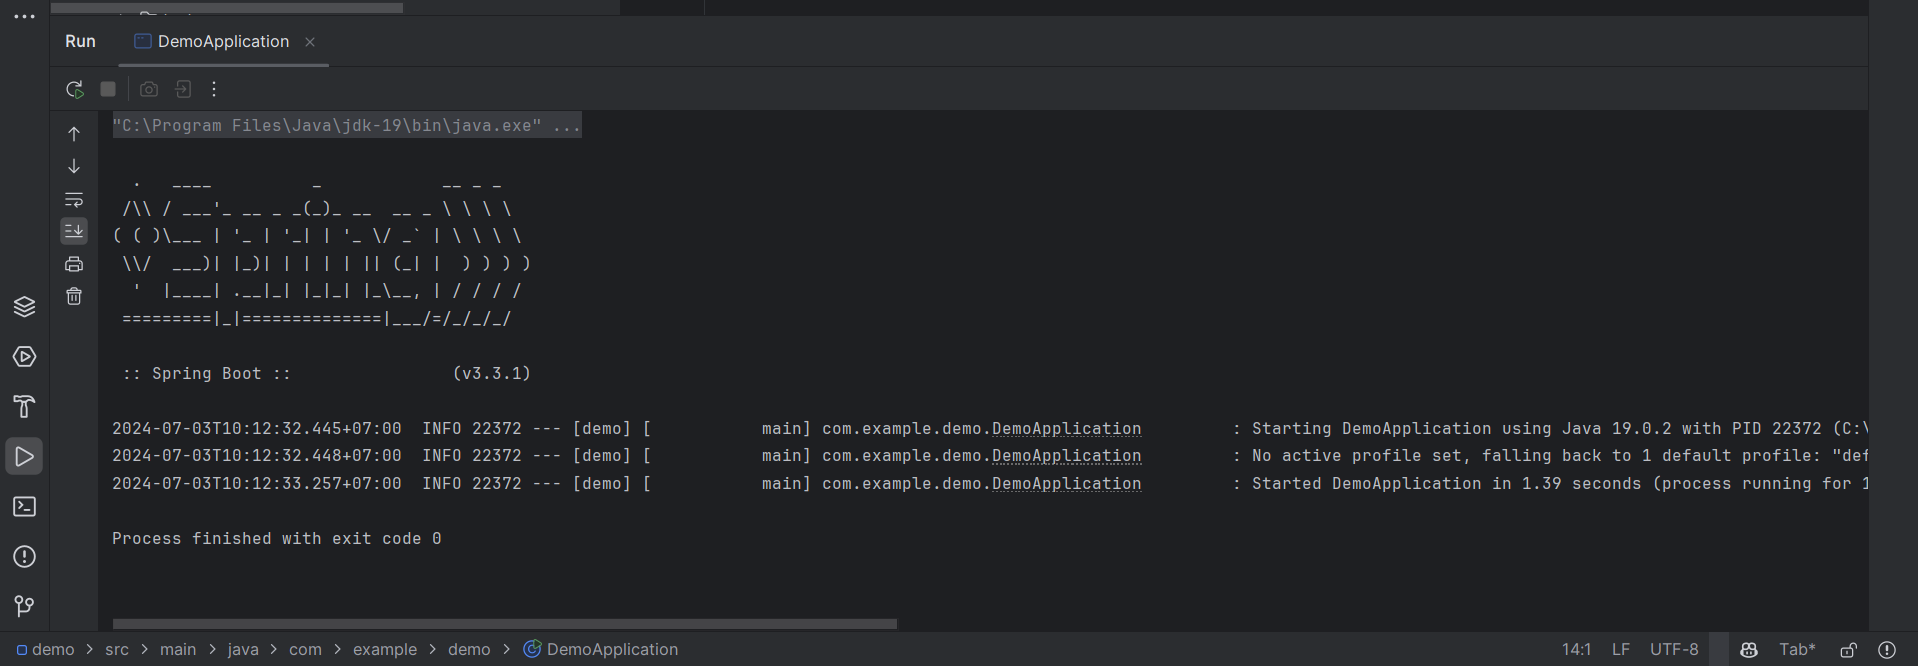 Run DemoApplication
"C:\Program Files\Java\jdk-19\bin\java.exe" ...
  .   ____          _            __ _ _
 /\\ / ___'_ __ _ _(_)_ __  __ _ \ \ \ \
( ( )\___ | '_ | '_| | '_ \/ _` | \ \ \ \
 \\/  ___)| |_)| | | | | || (_| |  ) ) ) )
  '  |____| .__|_| |_|_| |_\__, | / / / /
 =========|_|==============|___/=/_/_/_/
 :: Spring Boot ::                (v3.3.1)
2024-07-03T10:12:32.445+07:00  INFO 22372 --- [demo] [           main] com.example.demo.DemoApplication         : Starting DemoApplication using Java 19.0.2 with PID 22372 (C:\
2024-07-03T10:12:32.448+07:00  INFO 22372 --- [demo] [           main] com.example.demo.DemoApplication         : No active profile set, falling back to 1 default profile: "def
2024-07-03T10:12:33.257+07:00  INFO 22372 --- [demo] [           main] com.example.demo.DemoApplication         : Started DemoApplication in 1.39 seconds (process running for 1
Process finished with exit code 0
demo > src > main > java > com > example > demo > DemoApplication 14:1 LF UTF-8 Tab*